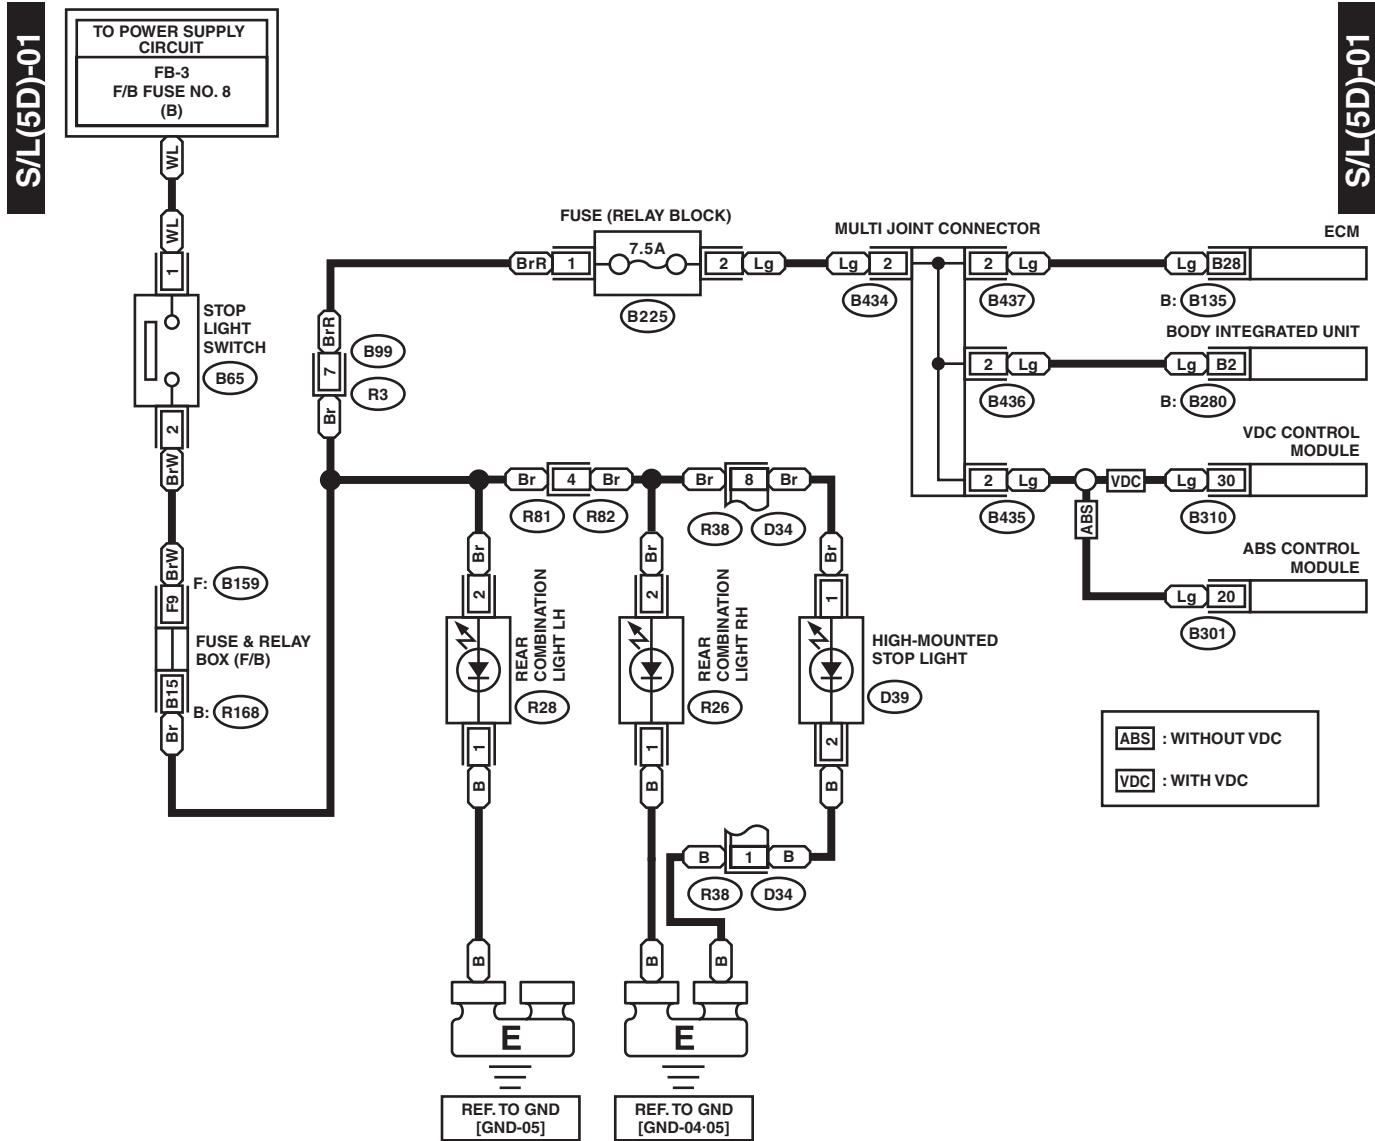 S/L(5D)-01
S/L(5D)-01
TO POWER SUPPLY
CIRCUIT
FB-3
F/B FUSE NO. 8
(B)
WL
WL
1
STOP
LIGHT
SWITCH
B65
2
BrW
BrW
F9
F: B159
FUSE & RELAY
BOX (F/B)
B15
B: R168
Br
BrR
7
Br
B99
R3
FUSE (RELAY BLOCK)
BrR 1 7.5A 2 Lg
B225
MULTI JOINT CONNECTOR
Lg 2
B434
2 Lg
B437
ECM
Lg B28
B: B135
BODY INTEGRATED UNIT
2 Lg
B436
Lg B2
B: B280
VDC CONTROL
MODULE
2 Lg
B435
VDC
Lg 30
B310
ABS
ABS CONTROL
MODULE
Lg 20
B301
Br 4 Br
R81 R82
Br 8 Br
R38 D34
Br
2
REAR
COMBINATION
LIGHT LH
R28
1
B
Br
2
REAR
COMBINATION
LIGHT RH
R26
1
B
Br
1
HIGH-MOUNTED
STOP LIGHT
D39
2
B
B 1 B
R38 D34
B
B
B
E
E
REF. TO GND
[GND-05]
REF. TO GND
[GND-04·05]
ABS : WITHOUT VDC
VDC : WITH VDC